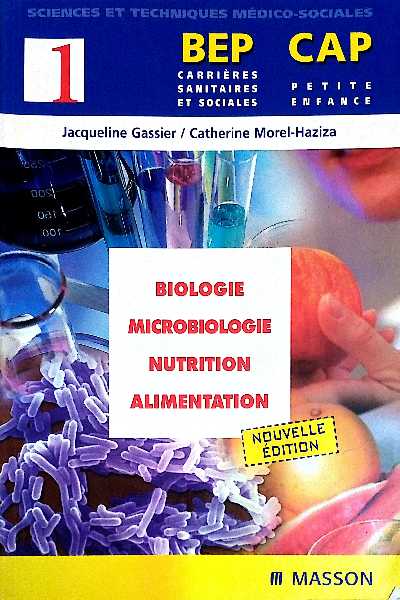 SCIENCES ET TECHNIQUES MÉDICO-SOCIALES
1
BEP CAP
CARRIÈRES
SANITAIRES
ET SOCIALES
PETITE
ENFANCE
Jacqueline Gassier / Catherine Morel-Haziza
BIOLOGIE
MICROBIOLOGIE
NUTRITION
ALIMENTATION
NOUVELLE
ÉDITION
MASSON